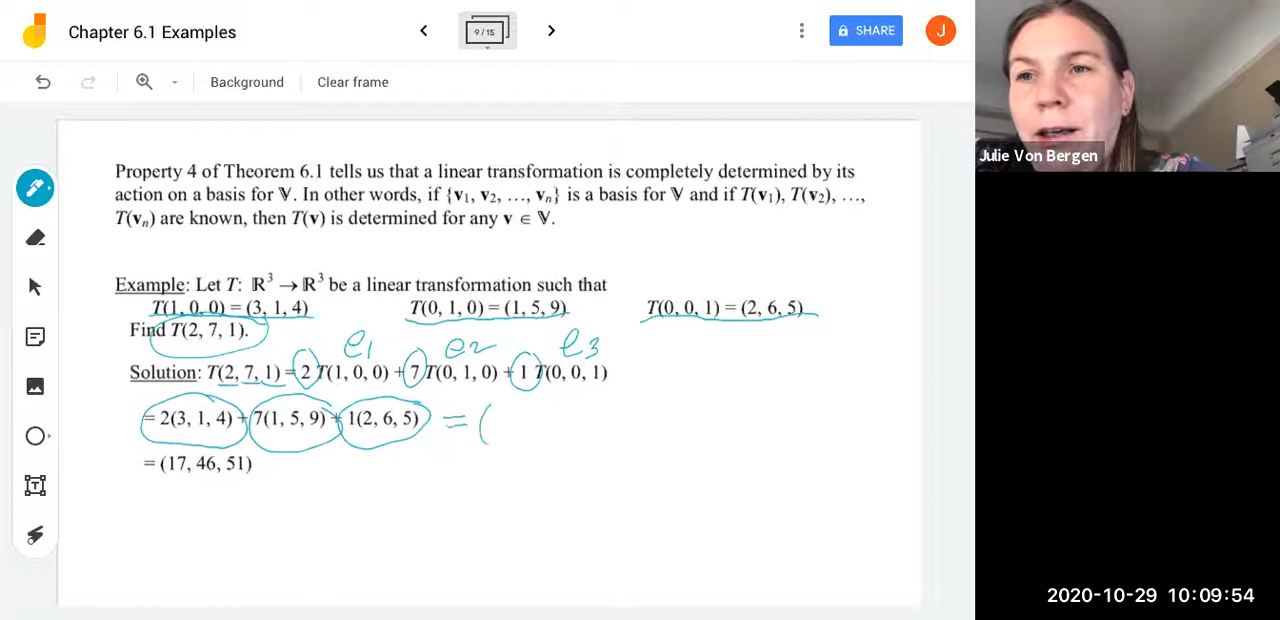 Chapter 6.1 Examples
9 / 15
SHARE
J
Background
Clear frame
Julie Von Bergen
Property 4 of Theorem 6.1 tells us that a linear transformation is completely determined by its
action on a basis for 𝕍. In other words, if {v₁, v₂, …, vₙ} is a basis for 𝕍 and if T(v₁), T(v₂), …,
T(vₙ) are known, then T(v) is determined for any v ∈ 𝕍.
Example: Let T: ℝ³ → ℝ³ be a linear transformation such that
T(1, 0, 0) = (3, 1, 4) T(0, 1, 0) = (1, 5, 9) T(0, 0, 1) = (2, 6, 5)
Find T(2, 7, 1).
e1 e2 e3
Solution: T(2, 7, 1) = 2 T(1, 0, 0) + 7 T(0, 1, 0) + 1 T(0, 0, 1)
= 2(3, 1, 4) + 7(1, 5, 9) + 1(2, 6, 5) = (
= (17, 46, 51)
2020-10-29 10:09:54